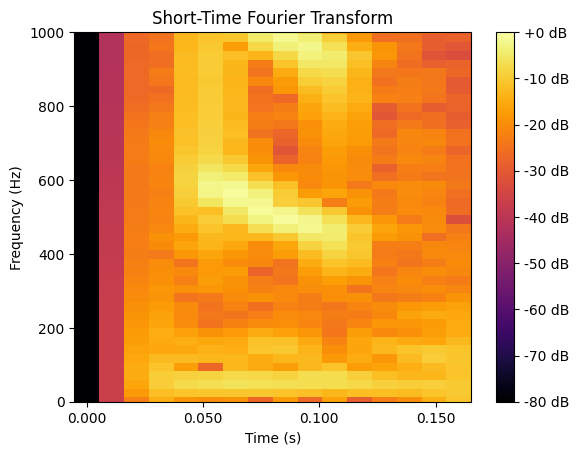 Short-Time Fourier Transform
1000
800
600
400
200
0
Frequency (Hz)
0.000
0.050
0.100
0.150
Time (s)
+0 dB
-10 dB
-20 dB
-30 dB
-40 dB
-50 dB
-60 dB
-70 dB
-80 dB